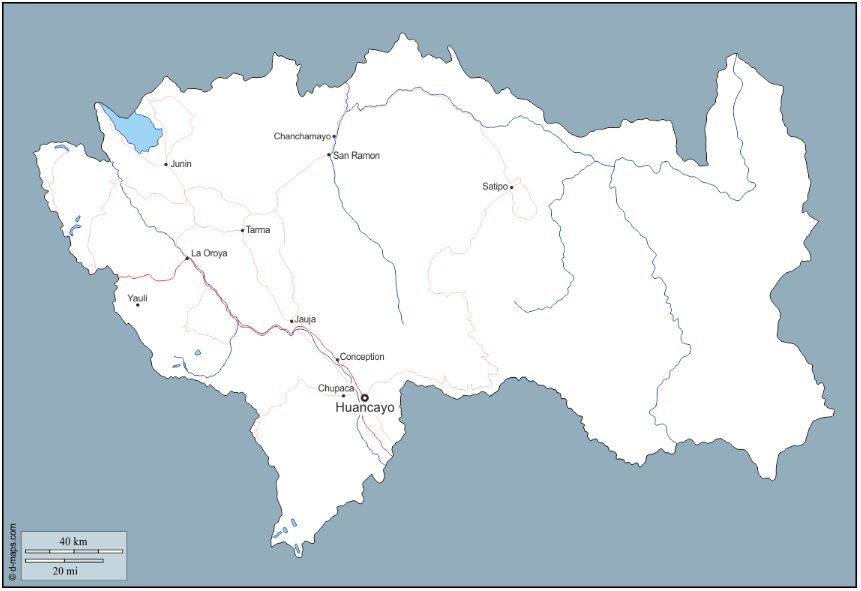 Chanchamayo
San Ramon
Junin
Satipo
Tarma
La Oroya
Yauli
Jauja
Conception
Chupaca
Huancayo
© d-maps.com
40 km
20 mi